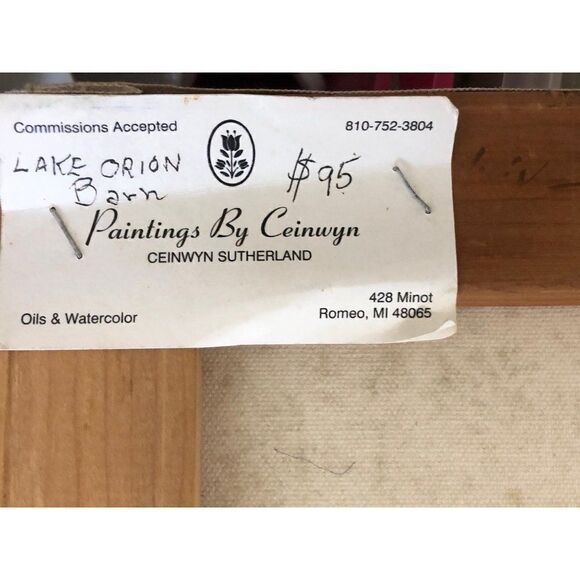 Commissions Accepted
810-752-3804
LAKE ORION
Barn
$95
Paintings By Ceinwyn
CEINWYN SUTHERLAND
Oils & Watercolor
428 Minot
Romeo, MI 48065